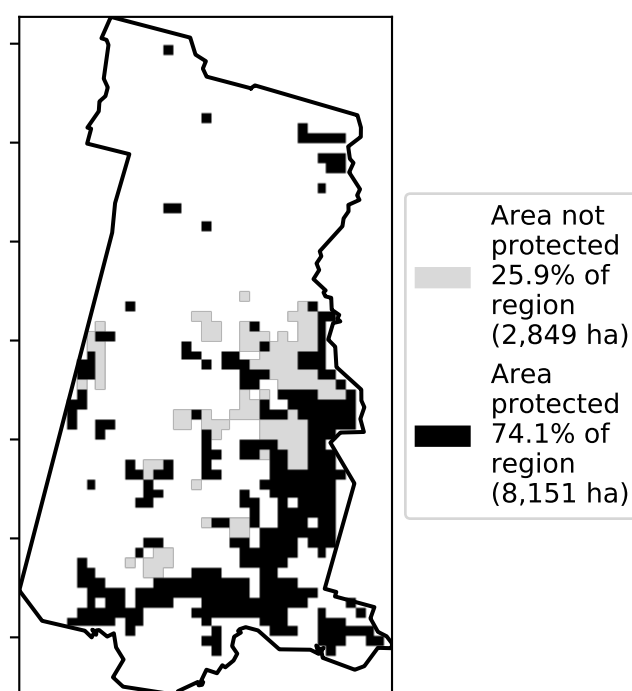 Area not
protected
25.9% of
region
(2,849 ha)
Area
protected
74.1% of
region
(8,151 ha)